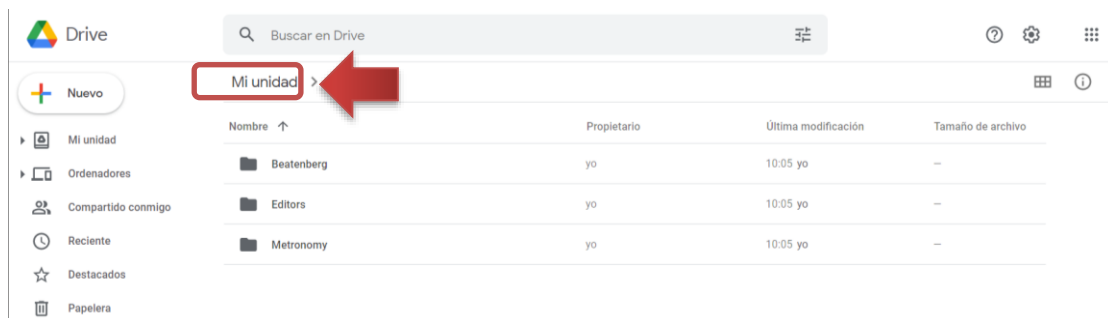 Drive
Buscar en Drive
Mi unidad
Nuevo
Nombre Propietario Última modificación Tamaño de archivo
Mi unidad
Beatenberg yo 10:05 yo –
Ordenadores
Editors yo 10:05 yo –
Compartido conmigo
Reciente
Metronomy yo 10:05 yo –
Destacados
Papelera